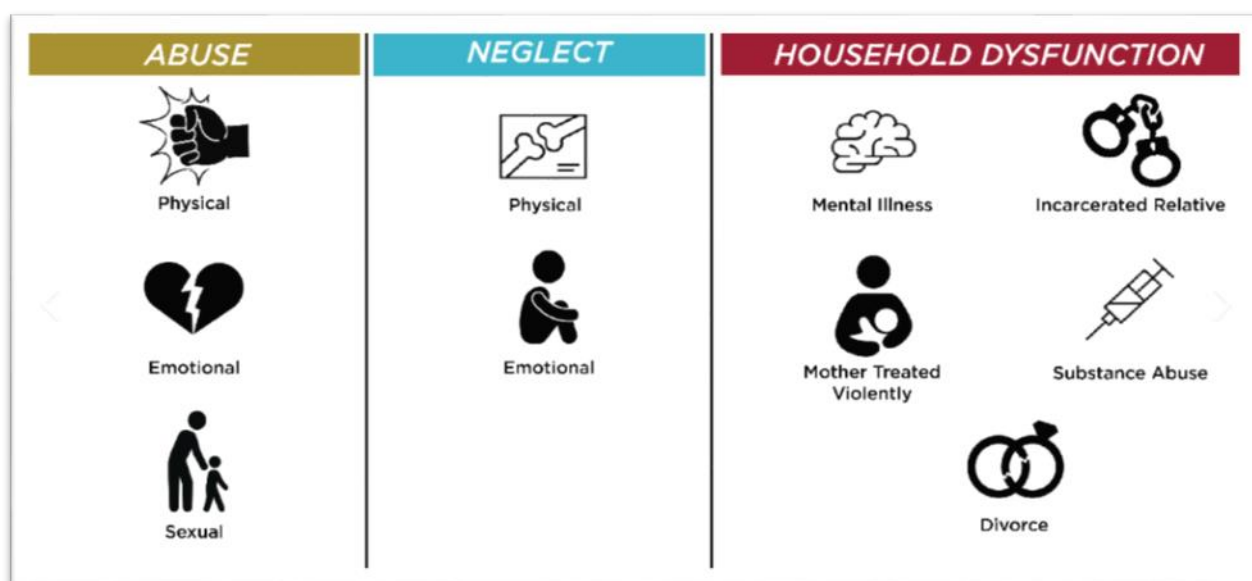 ABUSE
Physical
Emotional
Sexual
NEGLECT
Physical
Emotional
HOUSEHOLD DYSFUNCTION
Mental Illness
Incarcerated Relative
Mother Treated
Violently
Substance Abuse
Divorce